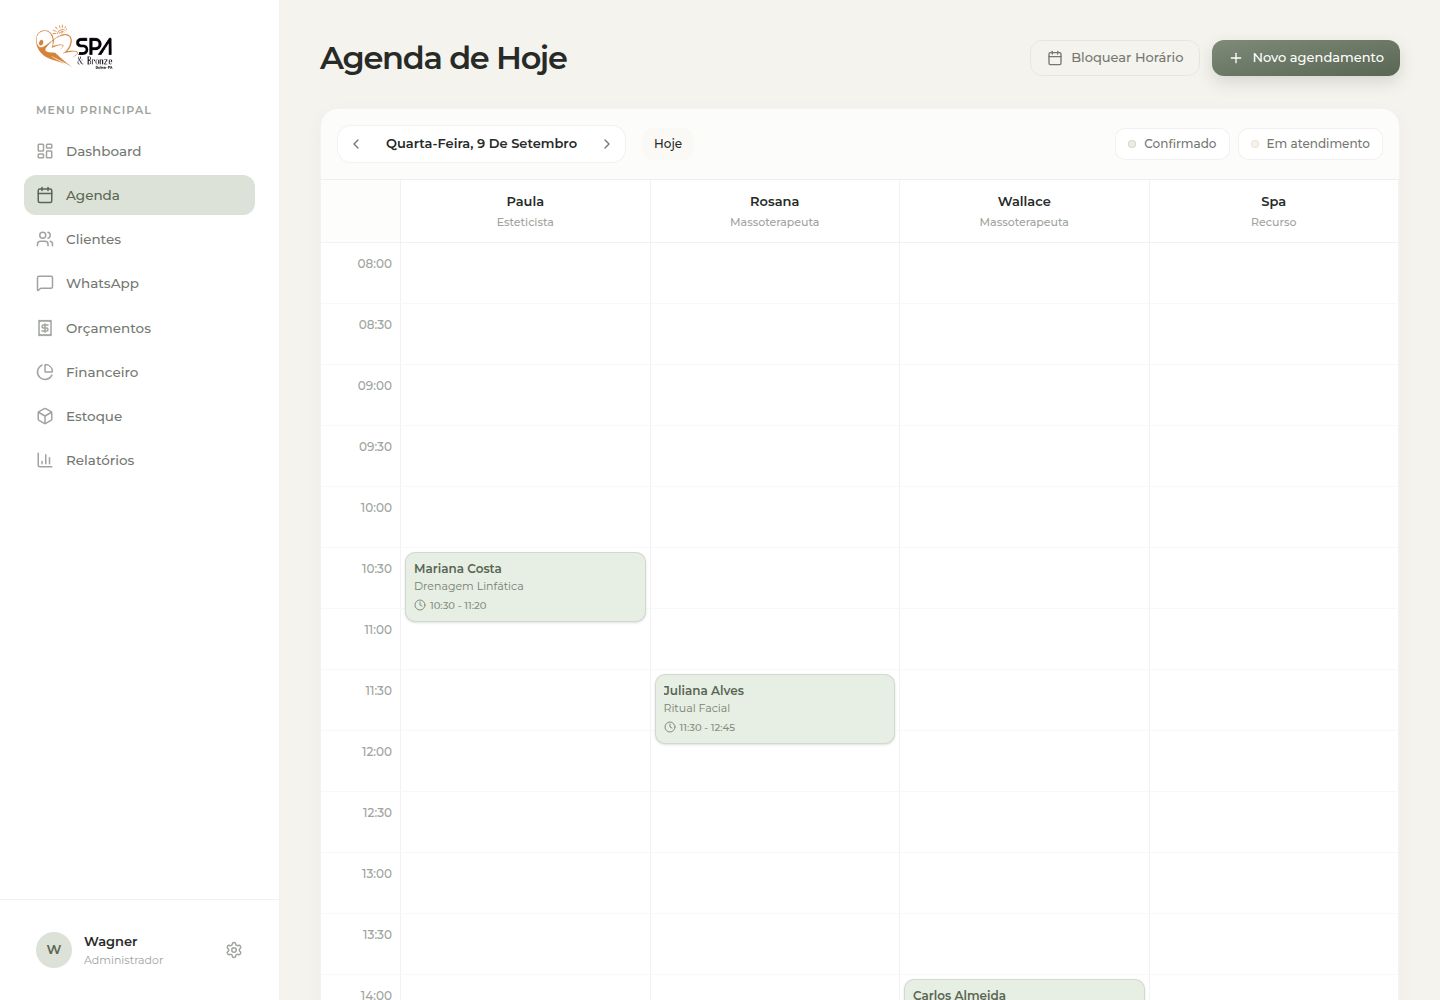 SPA
& Bronze
MENU PRINCIPAL
Dashboard
Agenda
Clientes
WhatsApp
Orçamentos
Financeiro
Estoque
Relatórios
W
Wagner
Administrador
Agenda de Hoje
Bloquear Horário
Novo agendamento
Quarta-Feira, 9 De Setembro
Hoje
Confirmado
Em atendimento
Paula
Esteticista
Rosana
Massoterapeuta
Wallace
Massoterapeuta
Spa
Recurso
08:00
08:30
09:00
09:30
10:00
10:30
Mariana Costa
Drenagem Linfática
10:30 - 11:20
11:00
11:30
Juliana Alves
Ritual Facial
11:30 - 12:45
12:00
12:30
13:00
13:30
14:00
Carlos Almeida